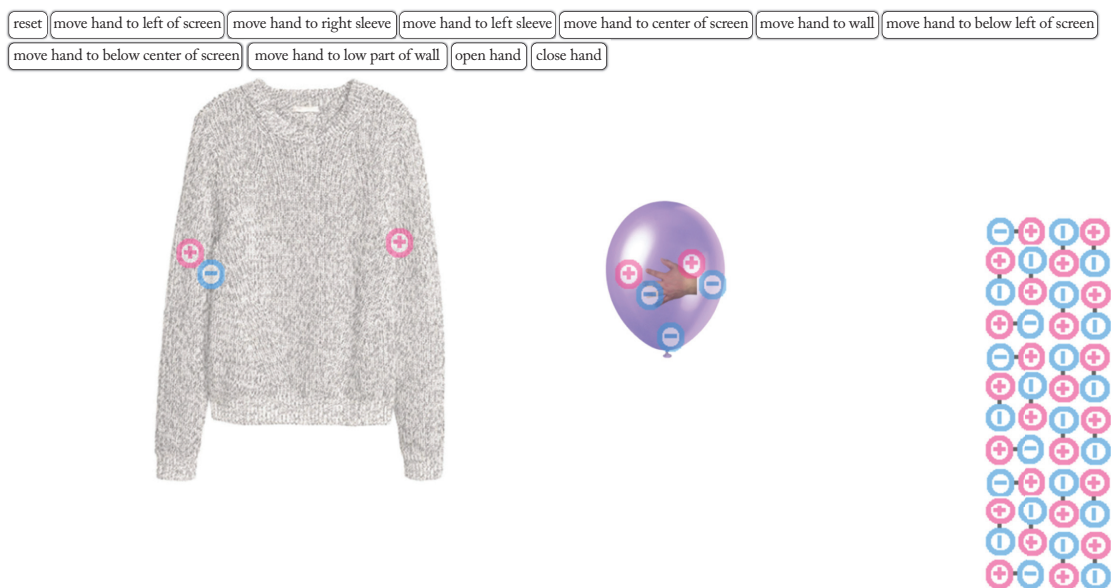 reset move hand to left of screen move hand to right sleeve move hand to left sleeve move hand to center of screen move hand to wall move hand to below left of screen
move hand to below center of screen move hand to low part of wall open hand close hand